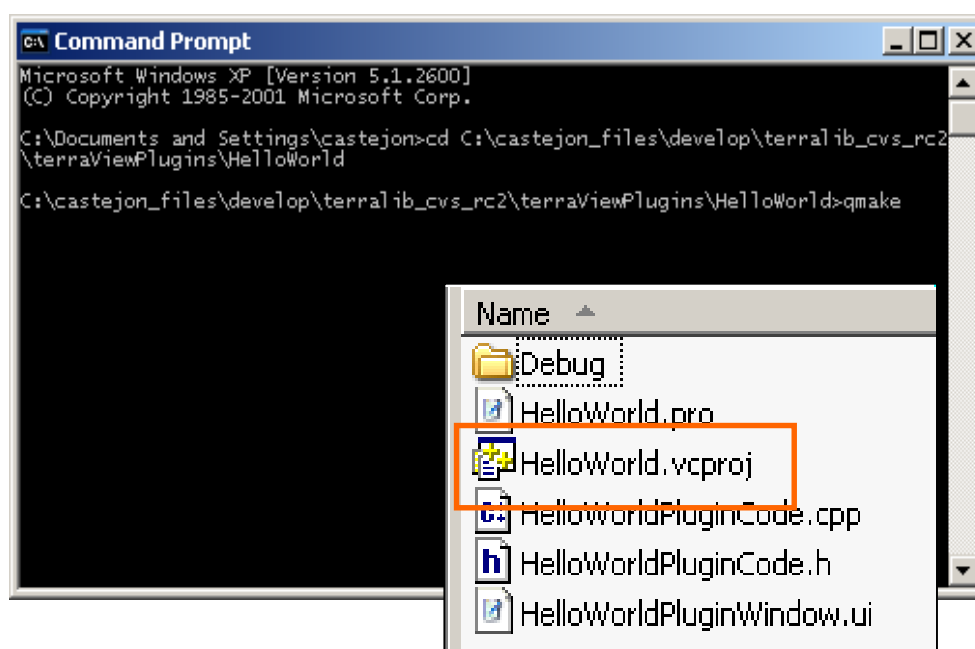 Command Prompt
Microsoft Windows XP [Version 5.1.2600]
(C) Copyright 1985-2001 Microsoft Corp.
C:\Documents and Settings\castejon>cd C:\castejon_files\develop\terralib_cvs_rc2
\terraViewPlugins\HelloWorld
C:\castejon_files\develop\terralib_cvs_rc2\terraViewPlugins\HelloWorld>qmake
Name
Debug
HelloWorld.pro
HelloWorld.vcproj
HelloWorldPluginCode.cpp
HelloWorldPluginCode.h
HelloWorldPluginWindow.ui